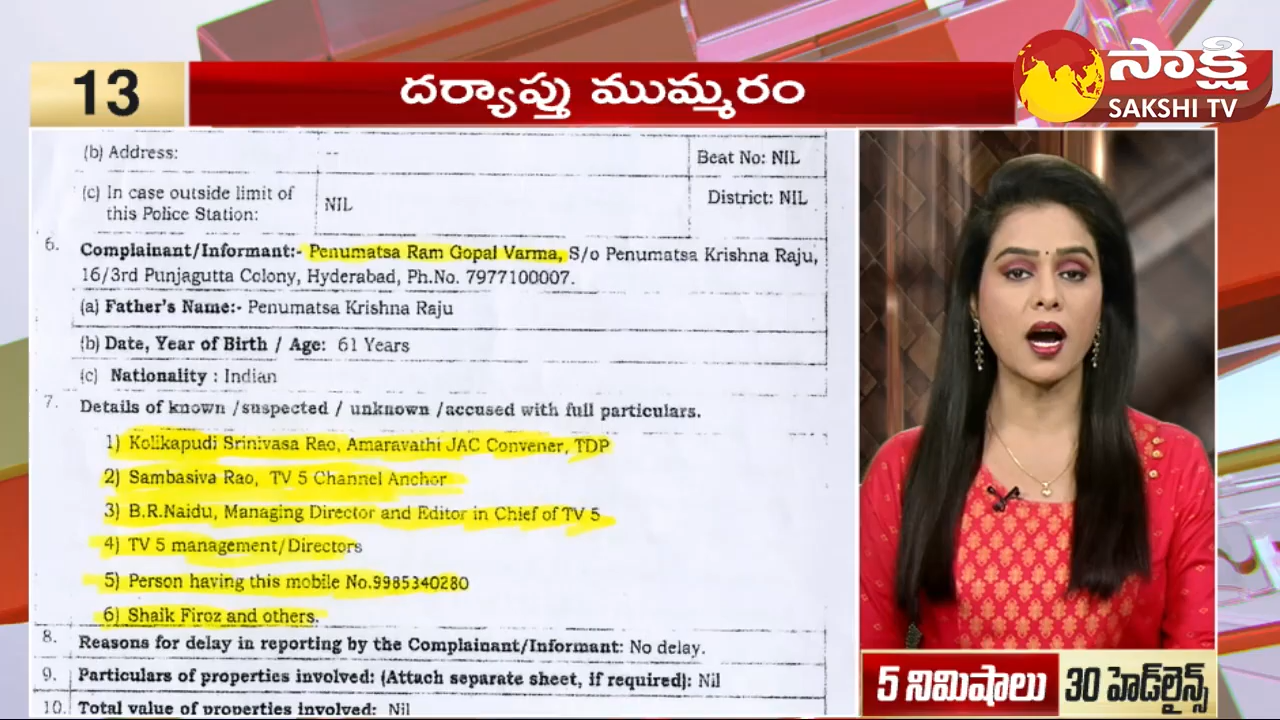 13
దర్యాప్తు ముమ్మరం
సాక్షి
SAKSHI TV
(b) Address: --
Beat No: NIL
(c) In case outside limit of this Police Station:
NIL
District: NIL
6. Complainant/Informant:- Penumatsa Ram Gopal Varma, S/o Penumatsa Krishna Raju,
16/3rd Punjagutta Colony, Hyderabad, Ph.No. 7977100007.
(a) Father's Name:- Penumatsa Krishna Raju
(b) Date, Year of Birth / Age: 61 Years
(c) Nationality : Indian
7. Details of known /suspected / unknown /accused with full particulars.
1) Kolikapudi Srinivasa Rao, Amaravathi JAC Convener, TDP
2) Sambasiva Rao, TV 5 Channel Anchor
3) B.R.Naidu, Managing Director and Editor in Chief of TV 5
4) TV 5 management/Directors
5) Person having this mobile No.9985340280
6) Shaik Firoz and others.
8. Reasons for delay in reporting by the Complainant/Informant: No delay.
9. Particulars of properties involved: (Attach separate sheet, if required): Nil
10. Total value of properties involved: Nil
5 నిమిషాలు 30 హెడ్‌లైన్స్